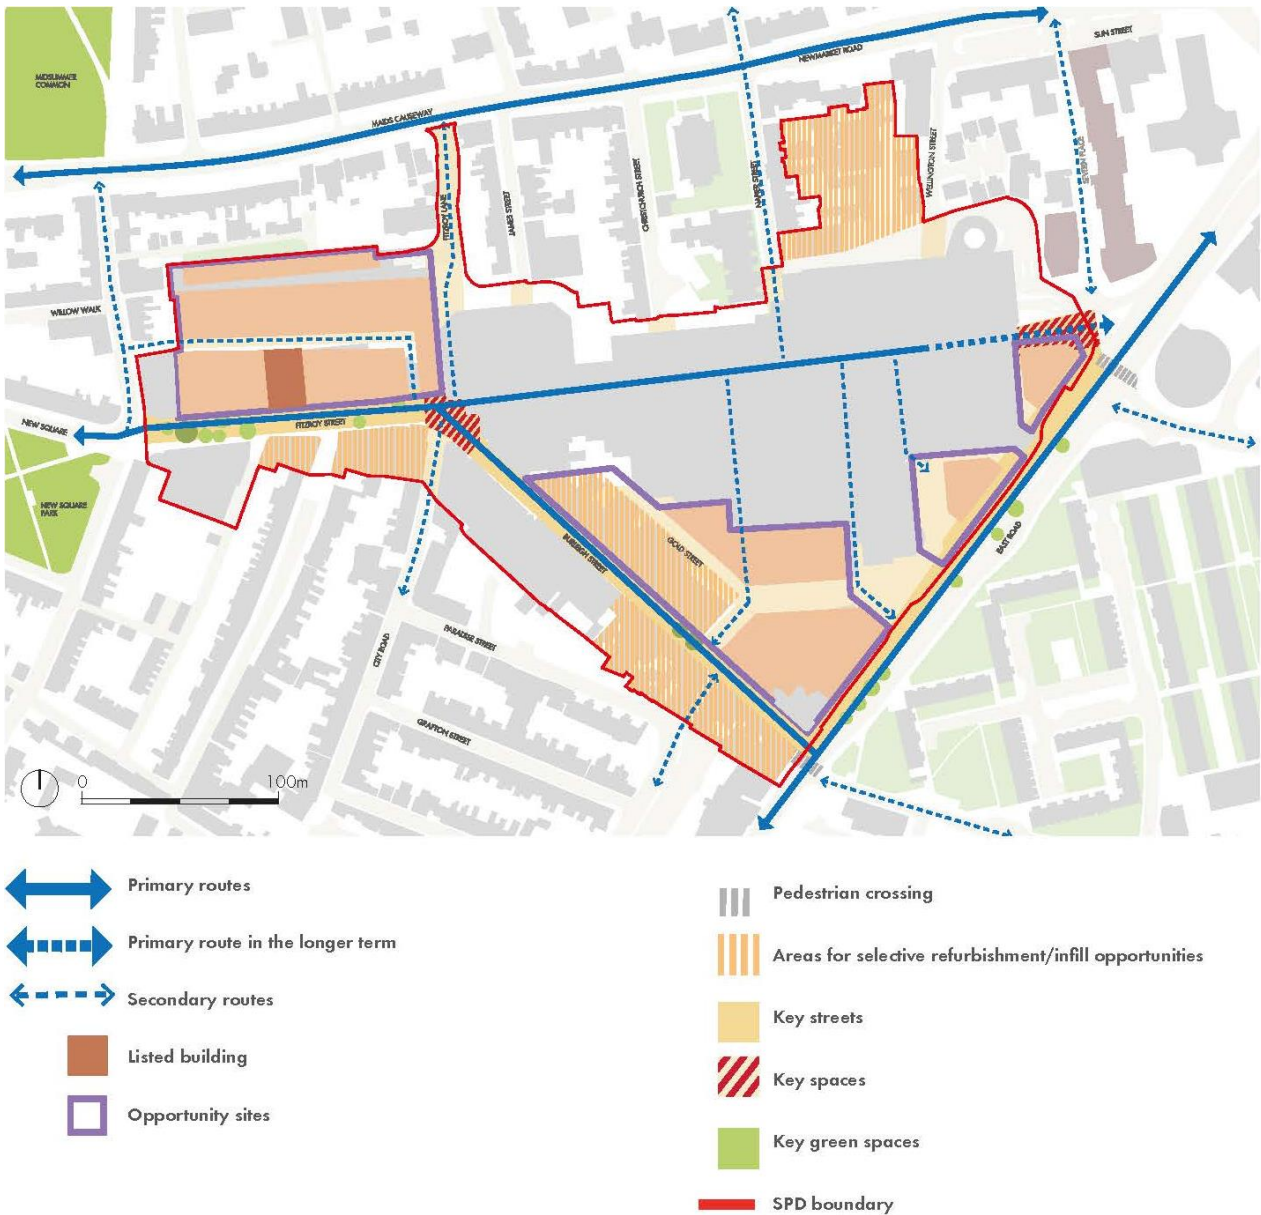 SUN STREET
NEWMARKET ROAD
MIDSUMMER
COMMON
MAIDS CAUSEWAY
FITZROY LANE
JAMES STREET
CHRISTCHURCH STREET
NAPIER STREET
WELLINGTON STREET
SEVERN PLACE
WILLOW WALK
NEW SQUARE
FITZROY STREET
NEW SQUARE
PARK
BURLEIGH STREET
GOLD STREET
EAST ROAD
CITY ROAD
PARADISE STREET
GRAFTON STREET
0 100m
Primary routes
Primary route in the longer term
Secondary routes
Listed building
Opportunity sites
Pedestrian crossing
Areas for selective refurbishment/infill opportunities
Key streets
Key spaces
Key green spaces
SPD boundary